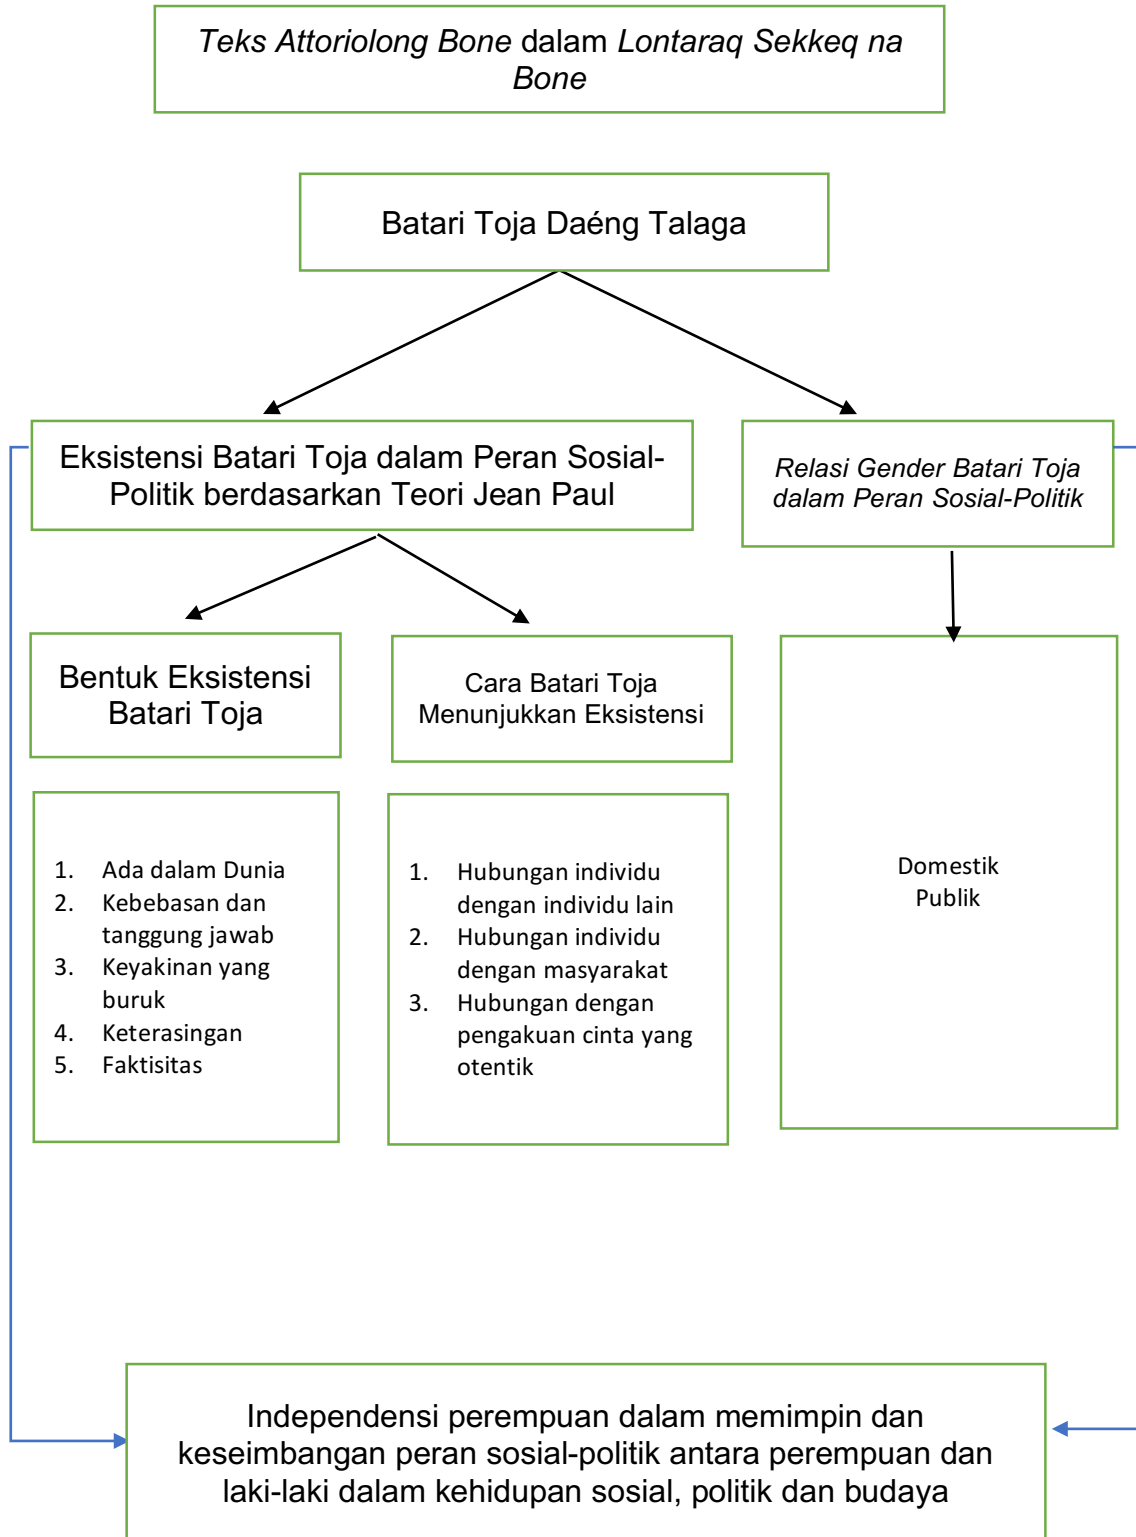 Teks Attoriolong Bone dalam Lontaraq Sekkeq na
Bone
Batari Toja Daéng Talaga
Eksistensi Batari Toja dalam Peran Sosial-
Politik berdasarkan Teori Jean Paul
Relasi Gender Batari Toja
dalam Peran Sosial-Politik
Bentuk Eksistensi
Batari Toja
Cara Batari Toja
Menunjukkan Eksistensi
1. Ada dalam Dunia
2. Kebebasan dan
tanggung jawab
3. Keyakinan yang
buruk
4. Keterasingan
5. Faktisitas
1. Hubungan individu
dengan individu lain
2. Hubungan individu
dengan masyarakat
3. Hubungan dengan
pengakuan cinta yang
otentik
Domestik
Publik
Independensi perempuan dalam memimpin dan
keseimbangan peran sosial-politik antara perempuan dan
laki-laki dalam kehidupan sosial, politik dan budaya